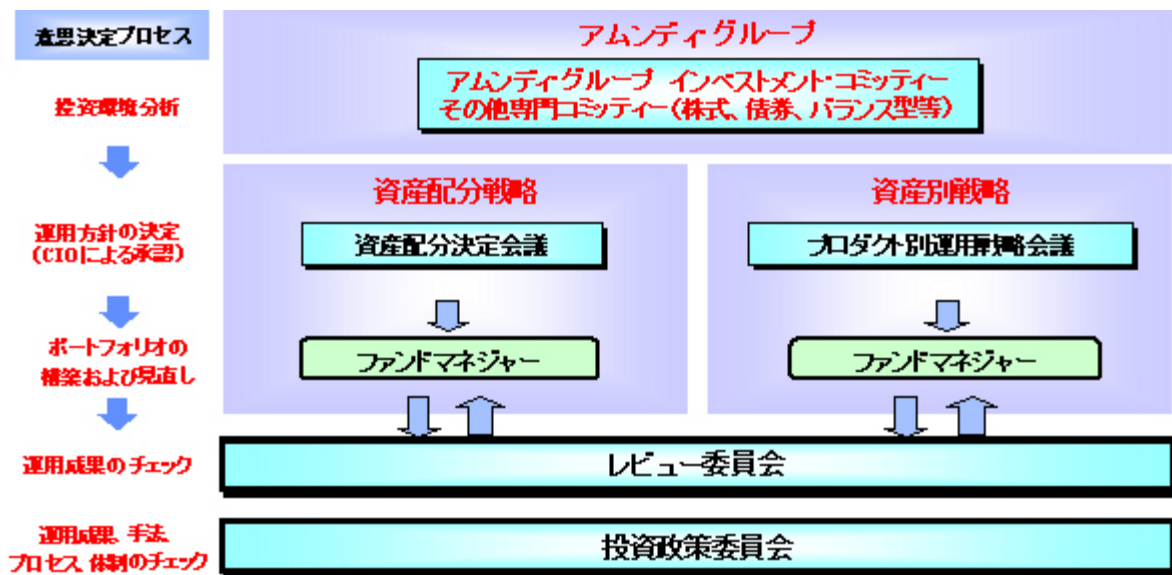 意思決定プロセス
アムンディグループ
アムンディグループ インベストメント・コミッティー
その他専門コミッティー(株式、債券、バランス型等)
投資環境分析
資産配分戦略
資産別戦略
運用方針の決定
(CIOによる承認)
資産配分決定会議
プロダクト別運用戦略会議
ポートフォリオの
構築および見直し
ファンドマネジャー
ファンドマネジャー
運用成果のチェック
レビュー委員会
運用成果、手法、
プロセス、体制のチェック
投資政策委員会